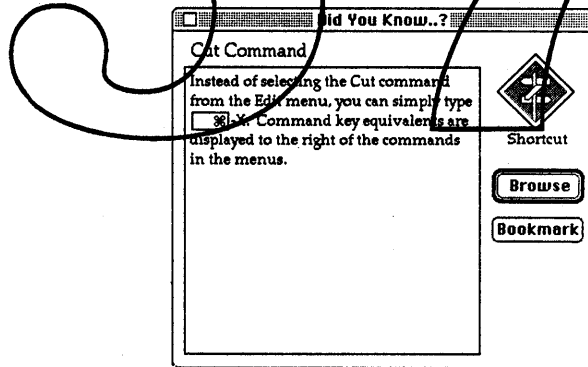 Did You Know..?
Cut Command
Instead of selecting the Cut command
from the Edit menu, you can simply type
⌘-X. Command key equivalents are
displayed to the right of the commands
in the menus.
Shortcut
Browse
Bookmark